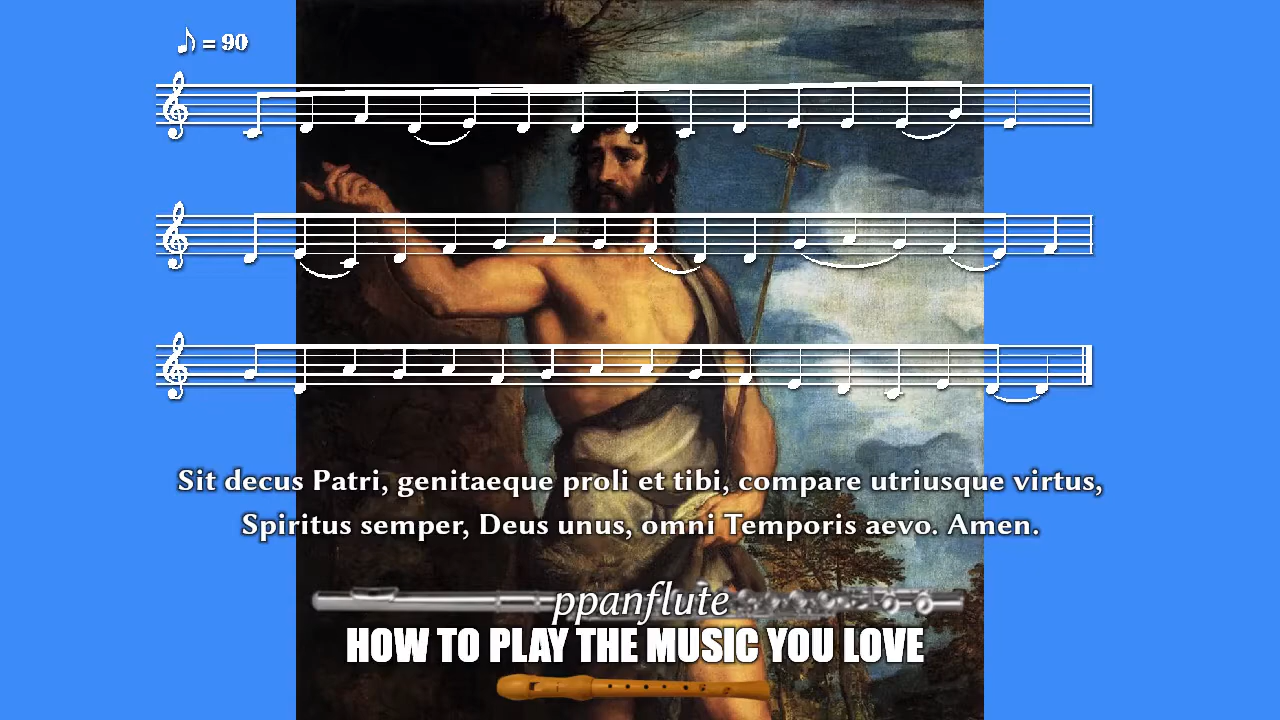 ♪ = 90
Sit decus Patri, genitaeque proli et tibi, compare utriusque virtus,
Spiritus semper, Deus unus, omni Temporis aevo. Amen.
ppanflute
HOW TO PLAY THE MUSIC YOU LOVE